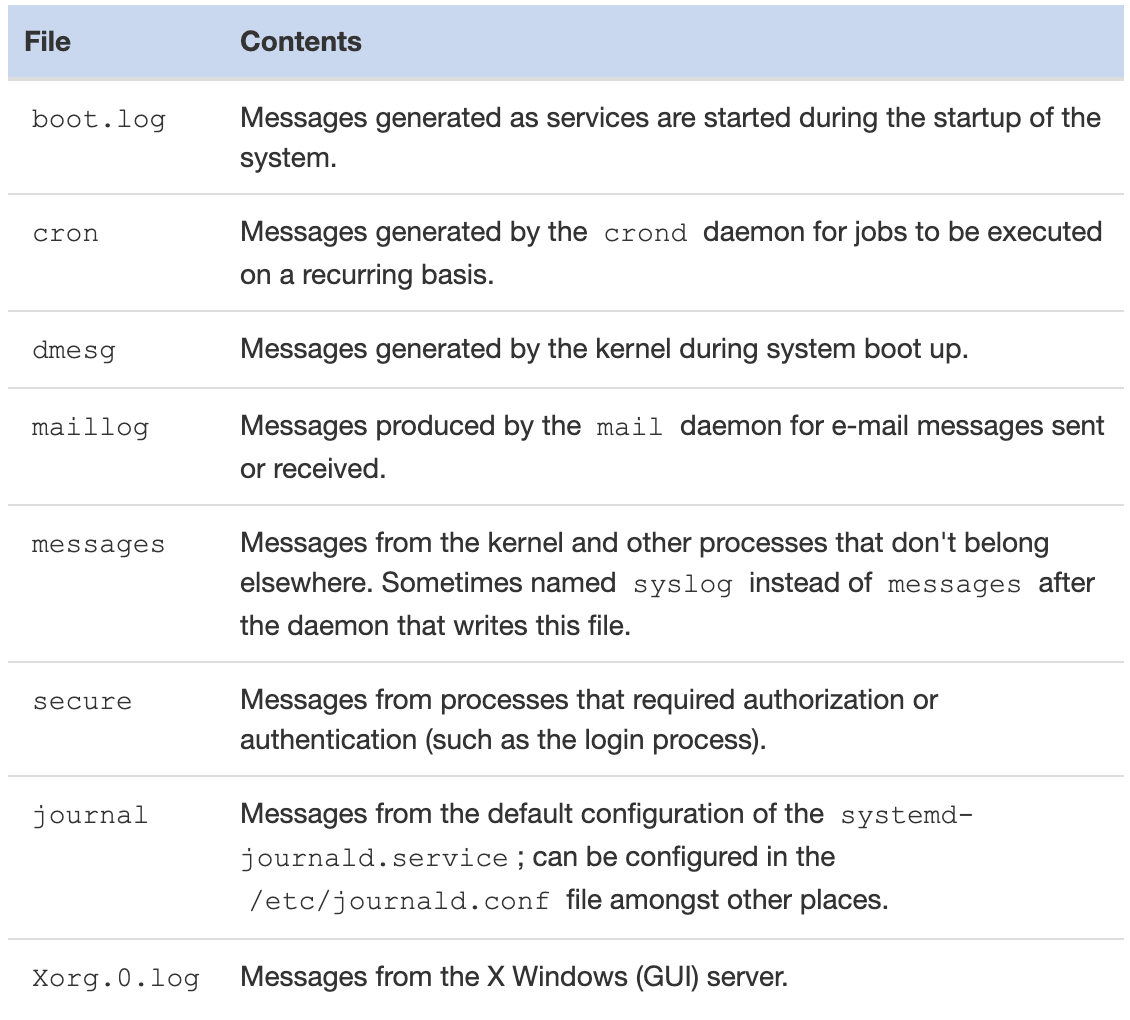 File Contents
boot.log Messages generated as services are started during the startup of the
system.
cron Messages generated by the crond daemon for jobs to be executed
on a recurring basis.
dmesg Messages generated by the kernel during system boot up.
maillog Messages produced by the mail daemon for e-mail messages sent
or received.
messages Messages from the kernel and other processes that don't belong
elsewhere. Sometimes named syslog instead of messages after
the daemon that writes this file.
secure Messages from processes that required authorization or
authentication (such as the login process).
journal Messages from the default configuration of the systemd-
journald.service ; can be configured in the
/etc/journald.conf file amongst other places.
Xorg.0.log Messages from the X Windows (GUI) server.